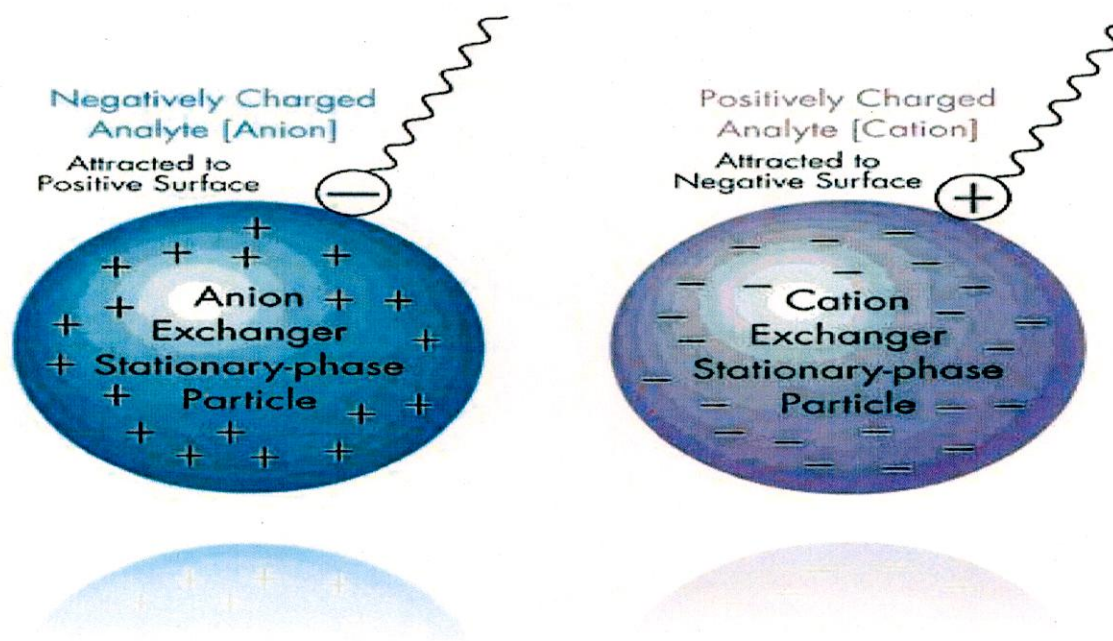 Negatively Charged
Analyte [Anion]
Attracted to
Positive Surface
−
Anion
Exchanger
Stationary-phase
Particle
Positively Charged
Analyte [Cation]
Attracted to
Negative Surface
+
Cation
Exchanger
Stationary-phase
Particle